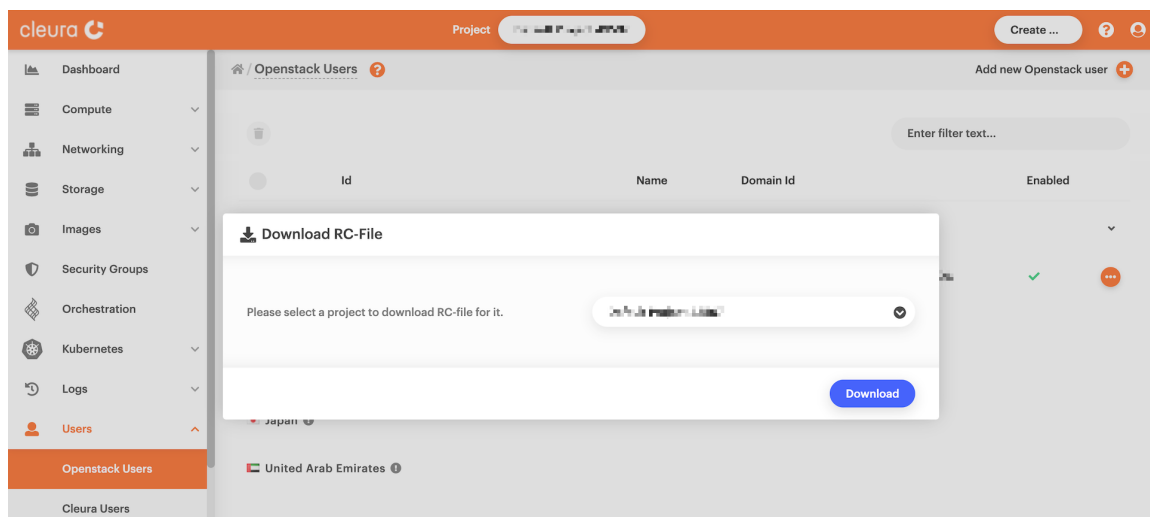 cleura
Project
Create ...
Dashboard
/ Openstack Users
Add new Openstack user
Compute
Enter filter text...
Networking
Id Name Domain Id Enabled
Storage
Images
Download RC-File
Security Groups
Orchestration
Please select a project to download RC-file for it.
Kubernetes
Logs
Download
Users
Japan
Openstack Users
United Arab Emirates
Cleura Users